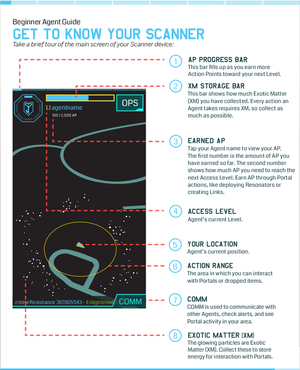 Beginner Agent Guide
GET TO KNOW YOUR SCANNER
Take a brief tour of the main screen of your Scanner device:
1 AP PROGRESS BAR
This bar fills up as you earn more
Action Points toward your next Level.
2 XM STORAGE BAR
This bar shows how much Exotic Matter
(XM) you have collected. Every action an
Agent takes requires XM, so collect as
much as possible.
3 EARNED AP
Tap your Agent name to view your AP.
The first number is the amount of AP you
have earned so far. The second number
shows how much AP you need to reach the
next Access Level. Earn AP through Portal
actions, like deploying Resonators or
creating Links.
4 ACCESS LEVEL
Agent's current Level.
5 YOUR LOCATION
Agent's current position.
6 ACTION RANGE
The area in which you can interact
with Portals or dropped items.
7 COMM
COMM is used to communicate with
other Agents, check alerts, and see
Portal activity in your area.
8 EXOTIC MATTER (XM)
The glowing particles are Exotic
Matter (XM). Collect these to store
energy for interaction with Portals.
L1 agentname
100 / 2,500 AP
OPS
Resistance
Enlightened
COMM